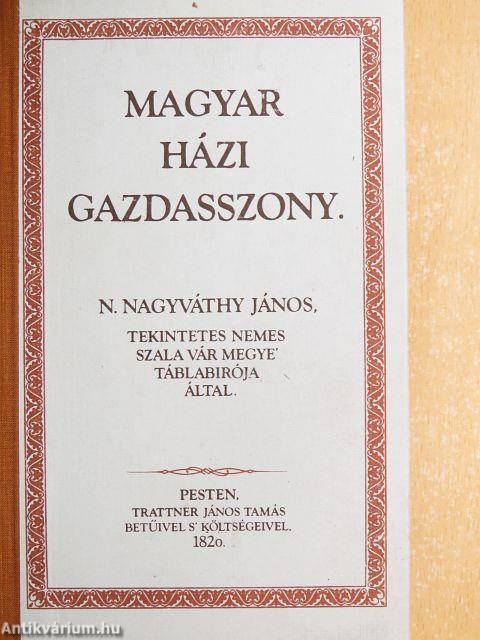 MAGYAR
HÁZI
GAZDASSZONY.
N. NAGYVÁTHY JÁNOS,
TEKINTETES NEMES
SZALA VÁR MEGYE'
TÁBLABIRÓJA
ÁLTAL.
PESTEN,
TRATTNER JÁNOS TAMÁS
BETŰIVEL S' KÖLTSÉGEIVEL.
1820.
Antikvárium.hu